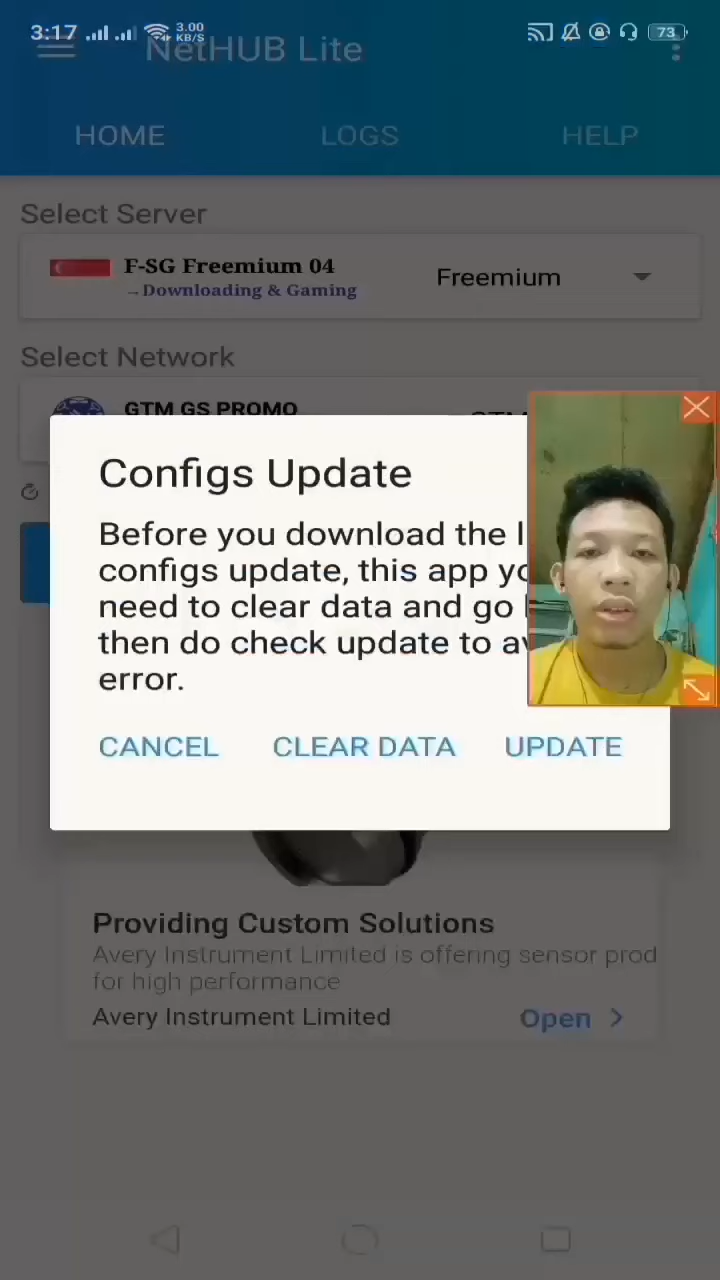 3:17
3.00
KB/S
73
NetHUB Lite
HOME LOGS HELP
Select Server
F-SG Freemium 04
→Downloading & Gaming
Freemium
Select Network
GTM GS PROMO
GTM
Configs Update
Before you download the
configs update, this app
need to clear data and go
then do check update to
error.
CANCEL CLEAR DATA UPDATE
Providing Custom Solutions
Avery Instrument Limited is offering sensor prod
for high performance
Avery Instrument Limited
Open